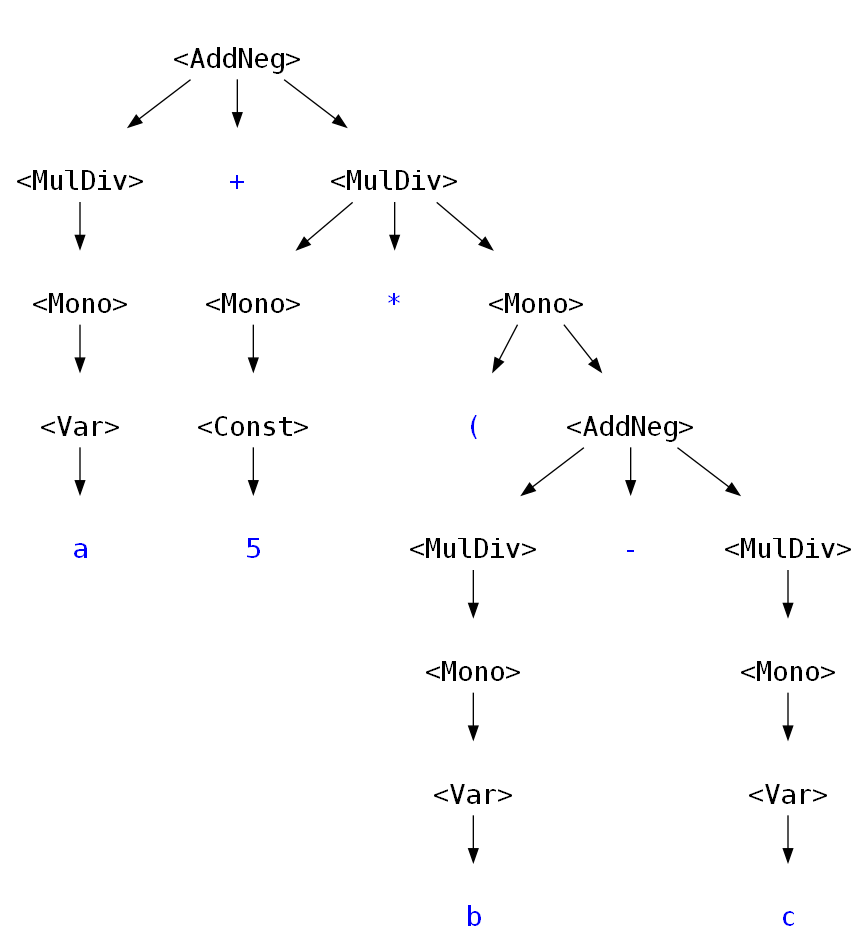 <AddNeg>
<MulDiv> + <MulDiv>
<Mono> <Mono> * <Mono>
<Var> <Const> ( <AddNeg>
a 5 <MulDiv> - <MulDiv>
<Mono> <Mono>
<Var> <Var>
b c